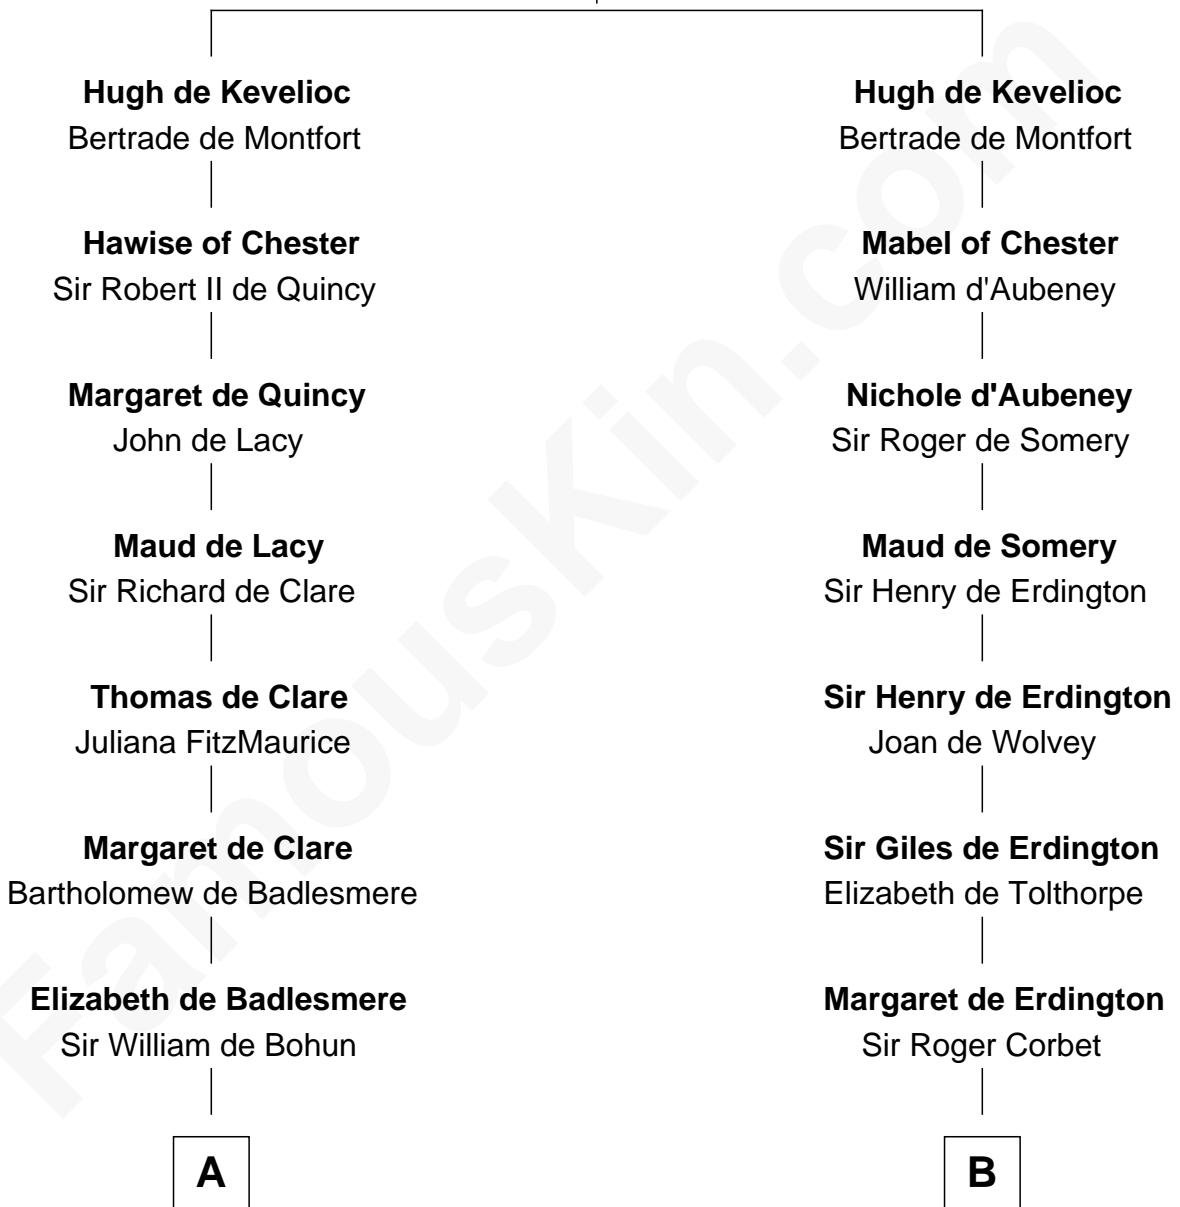 Hugh de Kevelioc
Bertrade de Montfort
Hawise of Chester
Sir Robert II de Quincy
Margaret de Quincy
John de Lacy
Maud de Lacy
Sir Richard de Clare
Thomas de Clare
Juliana FitzMaurice
Margaret de Clare
Bartholomew de Badlesmere
Elizabeth de Badlesmere
Sir William de Bohun
A
Hugh de Kevelioc
Bertrade de Montfort
Mabel of Chester
William d'Aubeney
Nichole d'Aubeney
Sir Roger de Somery
Maud de Somery
Sir Henry de Erdington
Sir Henry de Erdington
Joan de Wolvey
Sir Giles de Erdington
Elizabeth de Tolthorpe
Margaret de Erdington
Sir Roger Corbet
B
FamousKin.com